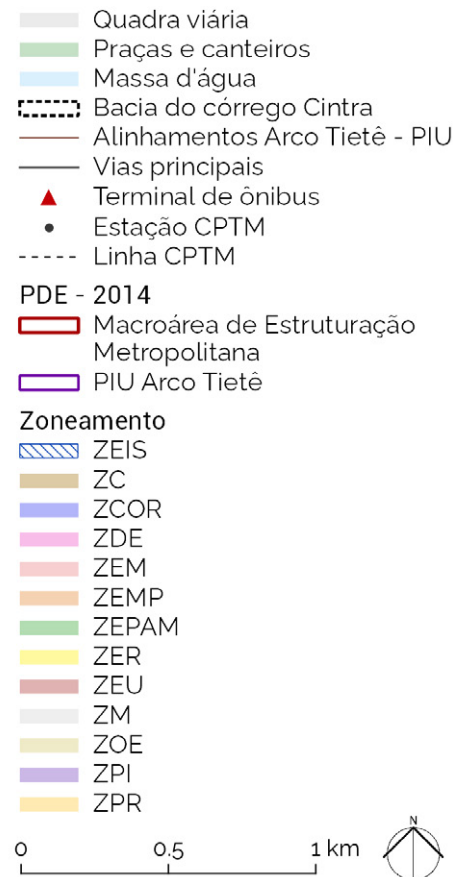 Quadra viária
Praças e canteiros
Massa d'água
Bacia do córrego Cintra
Alinhamentos Arco Tietê - PIU
Vias principais
Terminal de ônibus
Estação CPTM
Linha CPTM
PDE - 2014
Macroárea de Estruturação
Metropolitana
PIU Arco Tietê
Zoneamento
ZEIS
ZC
ZCOR
ZDE
ZEM
ZEMP
ZEPAM
ZER
ZEU
ZM
ZOE
ZPI
ZPR
N
0 0.5 1 km